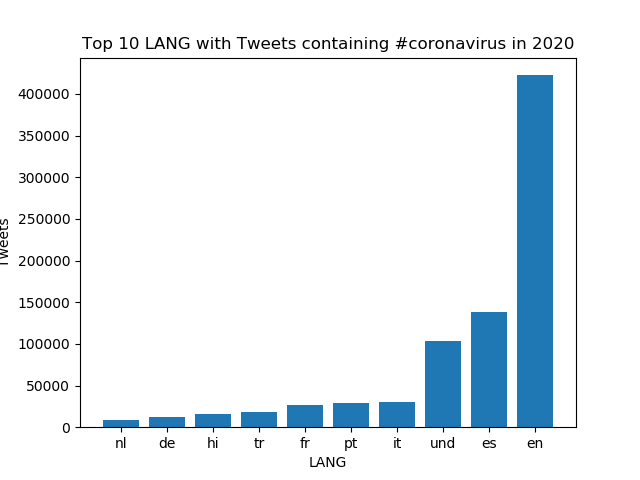 Top 10 LANG with Tweets containing #coronavirus in 2020
400000
350000
300000
250000
200000
150000
100000
50000
0
Tweets
nl de hi tr fr pt it und es en
LANG